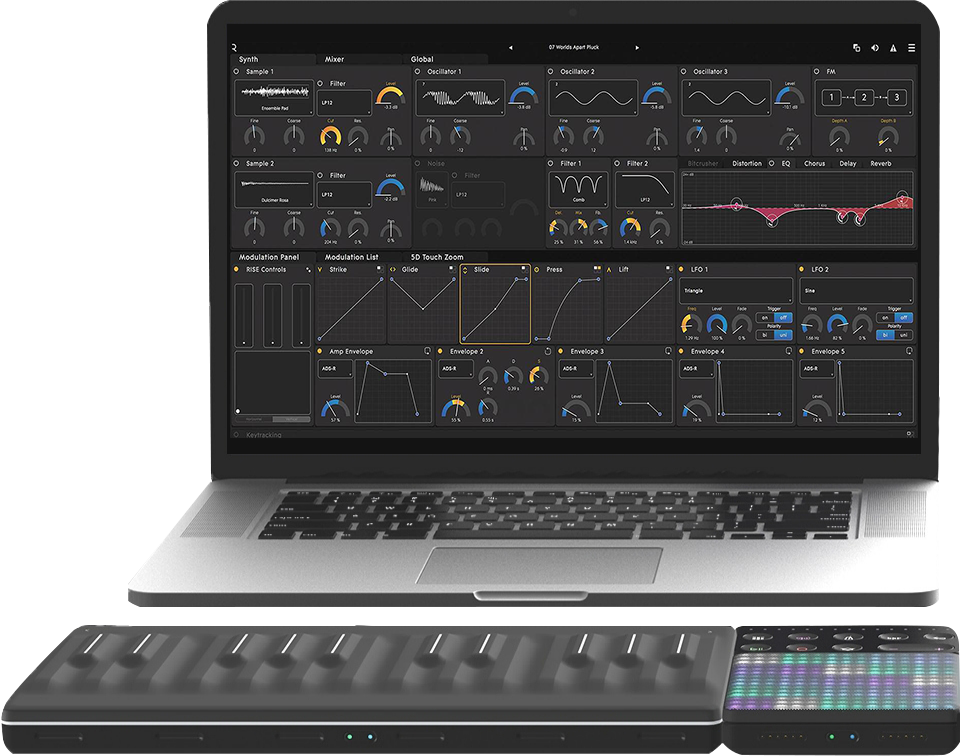 07 Worlds Apart Pluck
Synth Mixer Global
Sample 1 Filter Level
Ensemble Pad LP12 -3.3 dB
Fine Coarse Cut Res. Pan
0 0 138 Hz 0 % 0
Oscillator 1 Level
-3.8 dB
Fine Coarse Pan
0 -12 0
Oscillator 2 Level
-5.8 dB
Fine Coarse Pan
-0.9 12 0
Oscillator 3 Level
-10.1 dB
Fine Coarse Pan
1.4 0 0
FM
1 2 3
Depth A Depth B
0 % 0 %
Sample 2 Filter Level
Dulcimer Ross LP12 -2.2 dB
Fine Coarse Cut Res. Pan
0 0 204 Hz 0 % 0
Noise Filter
Pink LP12
Filter 1 Filter 2
Comb LP12
Del. Mix Fb. Cut Res.
25 % 31 % 56 % 1.4 kHz 0 %
Bitcrusher Distortion EQ Chorus Delay Reverb
Modulation Panel Modulation List 5D Touch Zoom
RISE Controls Strike Glide Slide Press Lift
LFO 1
Triangle
Freq Level Fade
1.29 Hz 100 % 0 %
Trigger
on off
Polarity
bi uni
LFO 2
Sine
Freq Level Fade
1.66 Hz 82 % 0 %
Trigger
on off
Polarity
bi uni
Amp Envelope
ADS-R
Level
57 %
Envelope 2
ADS-R
A D S
0 ms 0.39 s 26 %
Level R
55 % 0.55 s
Envelope 3
ADS-R
Level
15 %
Envelope 4
ADS-R
Level
19 %
Envelope 5
ADS-R
Level
12 %
Keytracking